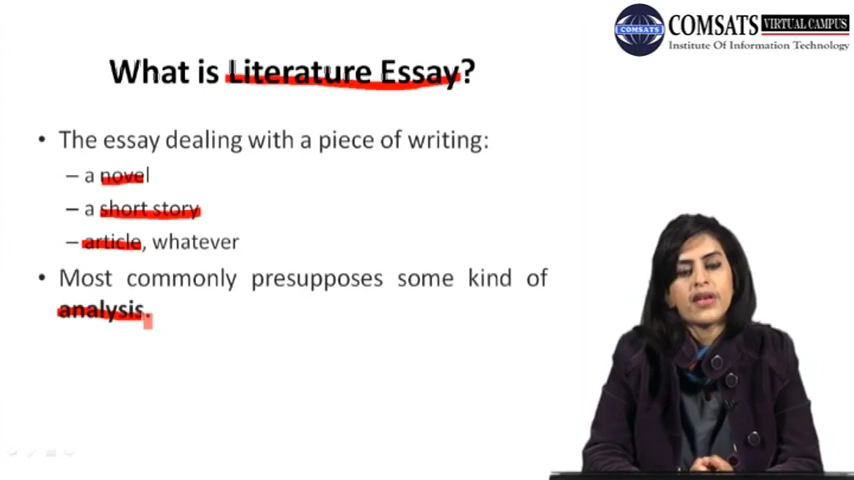 COMSATS VIRTUAL CAMPUS
COMSATS Institute Of Information Technology
What is Literature Essay?
• The essay dealing with a piece of writing:
– a novel
– a short story
– article, whatever
• Most commonly presupposes some kind of
analysis.